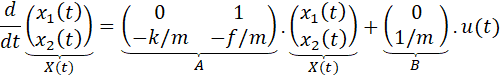 d/dt (x₁(t) x₂(t)) = (0 1 −k/m −f/m) . (x₁(t) x₂(t)) + (0 1/m) . u(t)
X(t) A X(t) B